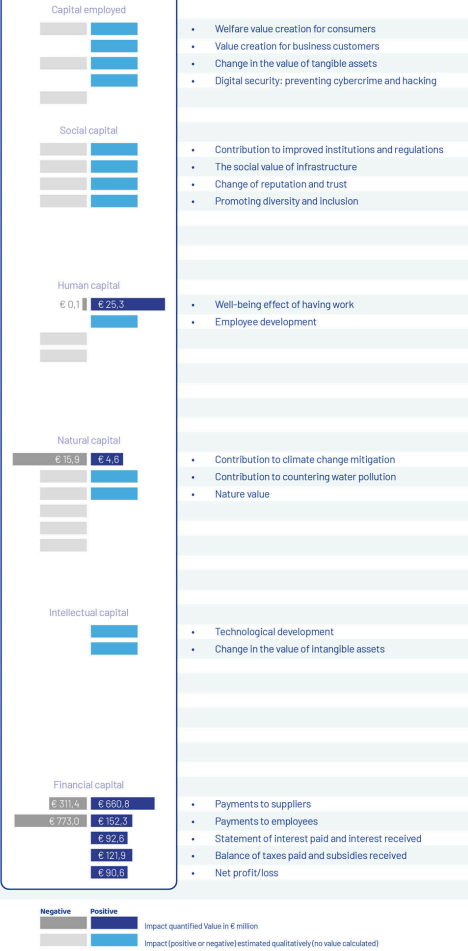 Capital employed
• Welfare value creation for consumers
• Value creation for business customers
• Change in the value of tangible assets
• Digital security: preventing cybercrime and hacking
Social capital
• Contribution to improved institutions and regulations
• The social value of infrastructure
• Change of reputation and trust
• Promoting diversity and inclusion
Human capital
€ 0,1 € 25,3 • Well-being effect of having work
• Employee development
Natural capital
€ 15,9 € 4,6 • Contribution to climate change mitigation
• Contribution to countering water pollution
• Nature value
Intellectual capital
• Technological development
• Change in the value of intangible assets
Financial capital
€ 311,4 € 660,8 • Payments to suppliers
€ 773,0 € 152,3 • Payments to employees
€ 92,6 • Statement of interest paid and interest received
€ 121,9 • Balance of taxes paid and subsidies received
€ 90,6 • Net profit/loss
Negative Positive
Impact quantified Value in € million
Impact (positive or negative) estimated qualitatively (no value calculated)